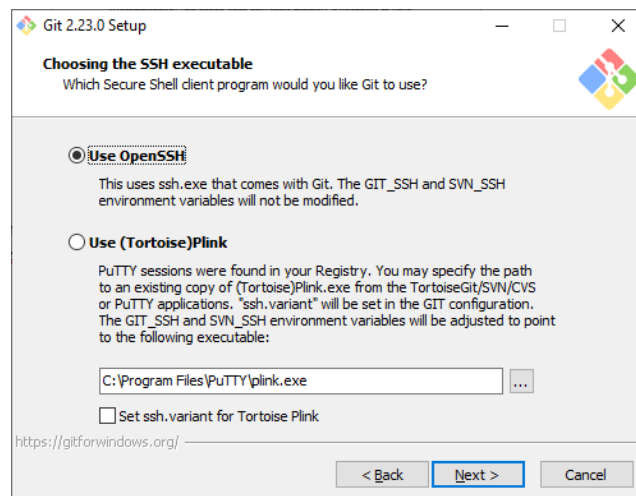 Git 2.23.0 Setup
Choosing the SSH executable
Which Secure Shell client program would you like Git to use?
Use OpenSSH
This uses ssh.exe that comes with Git. The GIT_SSH and SVN_SSH
environment variables will not be modified.
Use (Tortoise)Plink
PuTTY sessions were found in your Registry. You may specify the path
to an existing copy of (Tortoise)Plink.exe from the TortoiseGit/SVN/CVS
or PuTTY applications. "ssh.variant" will be set in the GIT configuration.
The GIT_SSH and SVN_SSH environment variables will be adjusted to point
to the following executable:
C:\Program Files\PuTTY\plink.exe
...
Set ssh.variant for Tortoise Plink
https://gitforwindows.org/
< Back Next > Cancel